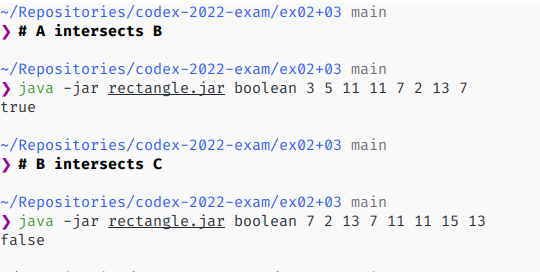 ~/Repositories/codex-2022-exam/ex02+03 main
❯ # A intersects B
~/Repositories/codex-2022-exam/ex02+03 main
❯ java -jar rectangle.jar boolean 3 5 11 11 7 2 13 7
true
~/Repositories/codex-2022-exam/ex02+03 main
❯ # B intersects C
~/Repositories/codex-2022-exam/ex02+03 main
❯ java -jar rectangle.jar boolean 7 2 13 7 11 11 15 13
false